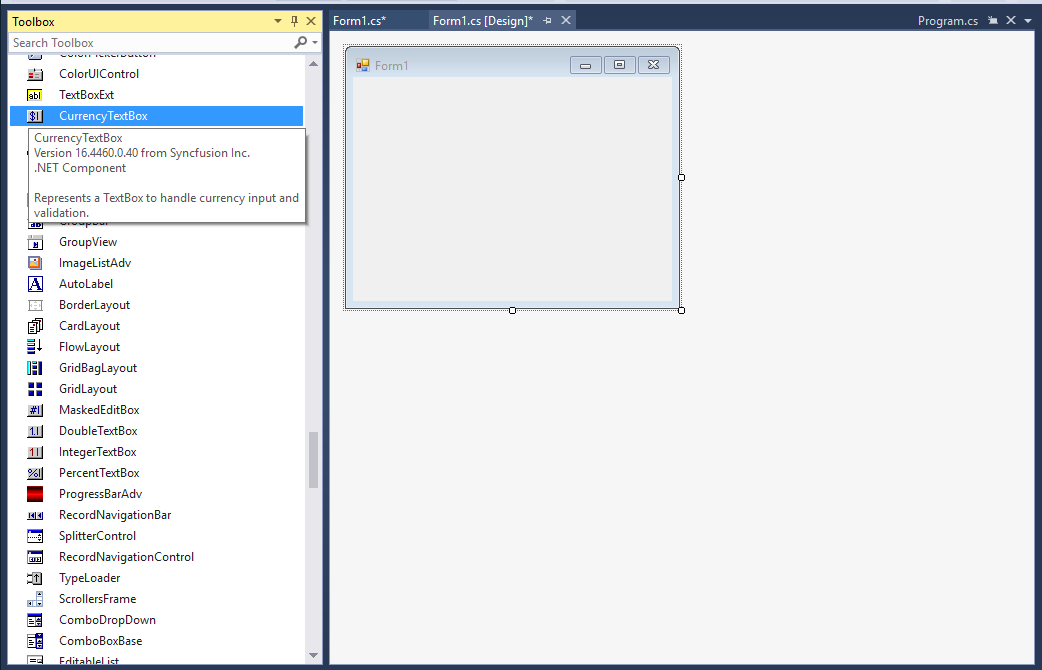 Toolbox
Search Toolbox
ColorPickerButton
ColorUIControl
TextBoxExt
CurrencyTextBox
CurrencyTextBox
Version 16.4460.0.40 from Syncfusion Inc.
.NET Component
Represents a TextBox to handle currency input and
validation.
GroupBar
GroupView
ImageListAdv
AutoLabel
BorderLayout
CardLayout
FlowLayout
GridBagLayout
GridLayout
MaskedEditBox
DoubleTextBox
IntegerTextBox
PercentTextBox
ProgressBarAdv
RecordNavigationBar
SplitterControl
RecordNavigationControl
TypeLoader
ScrollersFrame
ComboDropDown
ComboBoxBase
EditableList
Form1.cs*
Form1.cs [Design]*
Program.cs
Form1